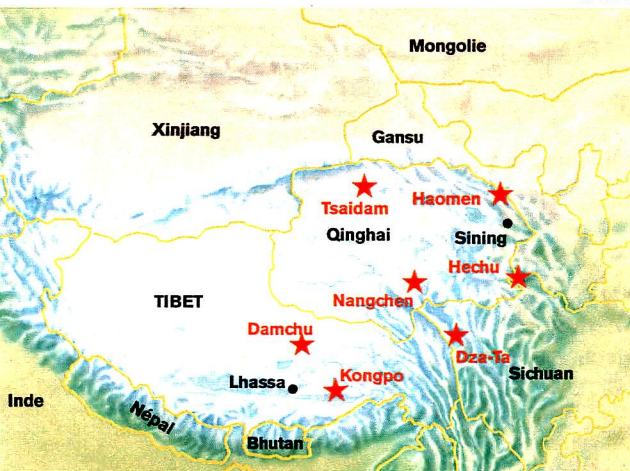 Mongolie
Xinjiang
Gansu
Tsaidam
Haomen
Qinghai
Sining
Hechu
Nangchen
TIBET
Damchu
Dza-Ta
Sichuan
Lhassa
Kongpo
Inde
Népal
Bhutan